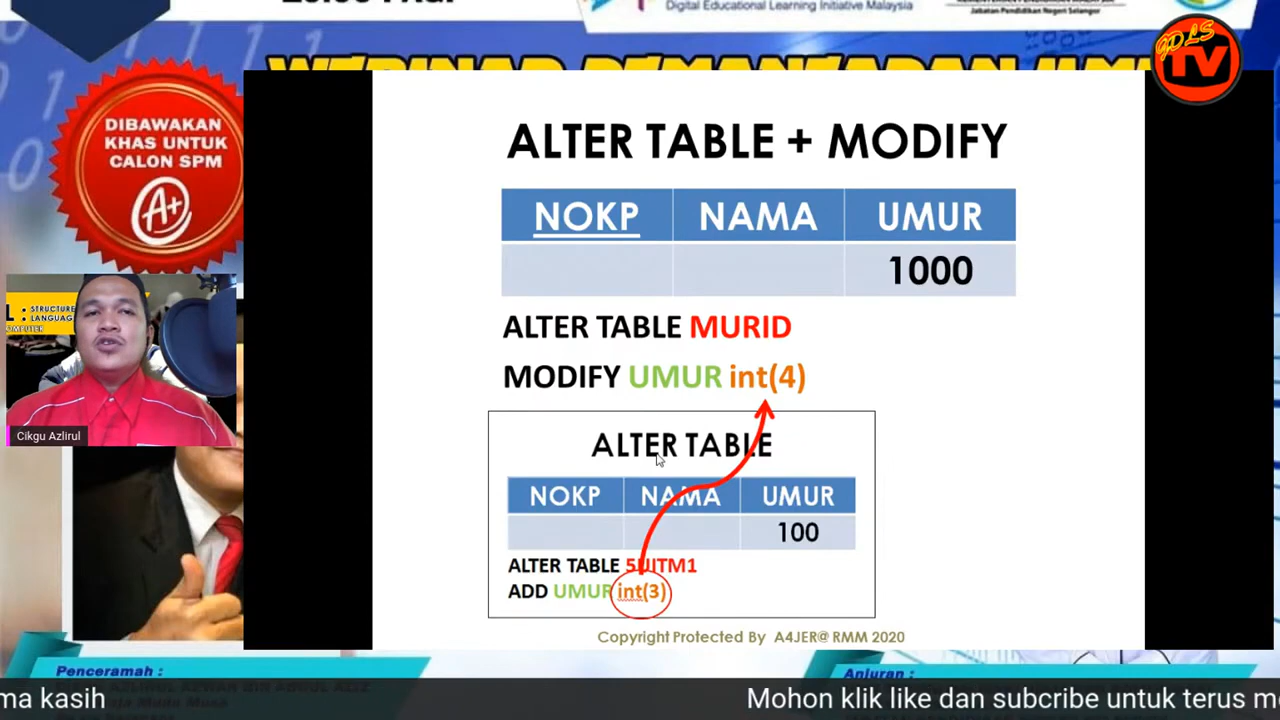 Digital Educational Learning Initiative Malaysia
Jabatan Pendidikan Negeri Selangor
GDLS
TV
DIBAWAKAN
KHAS UNTUK
CALON SPM
A+
ALTER TABLE + MODIFY
NOKP NAMA UMUR
1000
ALTER TABLE MURID
MODIFY UMUR int(4)
Cikgu Azlirul
ALTER TABLE
NOKP NAMA UMUR
100
ALTER TABLE 5UITM1
ADD UMUR int(3)
Copyright Protected By A4JER@ RMM 2020
Penceramah :
Anjuran :
ma kasih
Mohon klik like dan subcribe untuk terus m